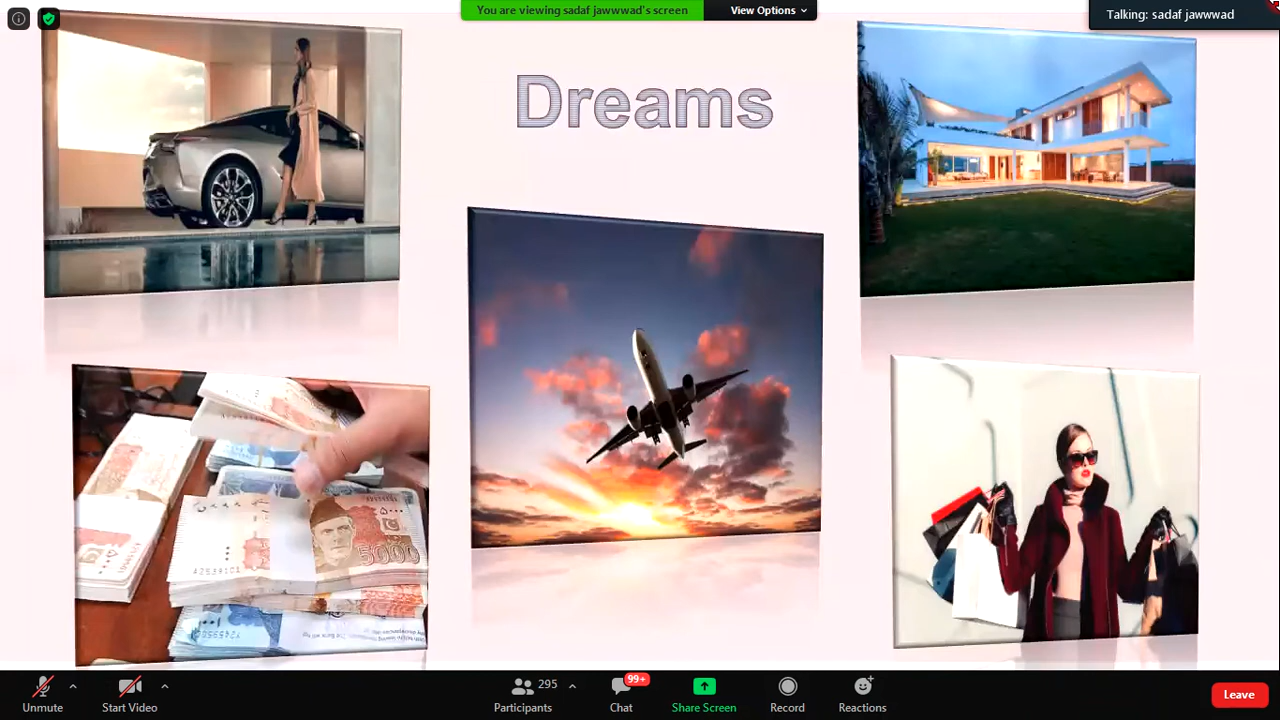 You are viewing sadaf jawwwad's screen
View Options
Talking: sadaf jawwwad
Dreams
5000
۵۰۰۰
Unmute
Start Video
295
Participants
99+
Chat
Share Screen
Record
Reactions
Leave